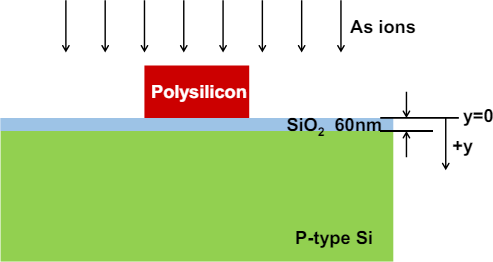 As ions
Polysilicon
SiO₂ 60nm
y=0
+y
P-type Si